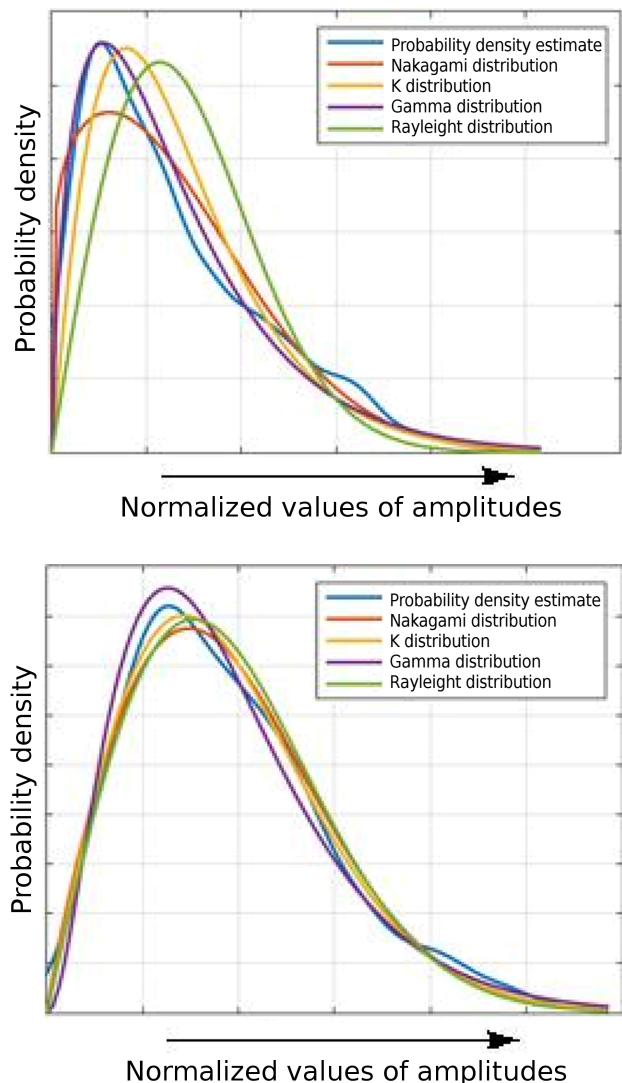 Probability density
Probability density estimate
Nakagami distribution
K distribution
Gamma distribution
Rayleight distribution
Normalized values of amplitudes
Probability density
Probability density estimate
Nakagami distribution
K distribution
Gamma distribution
Rayleight distribution
Normalized values of amplitudes